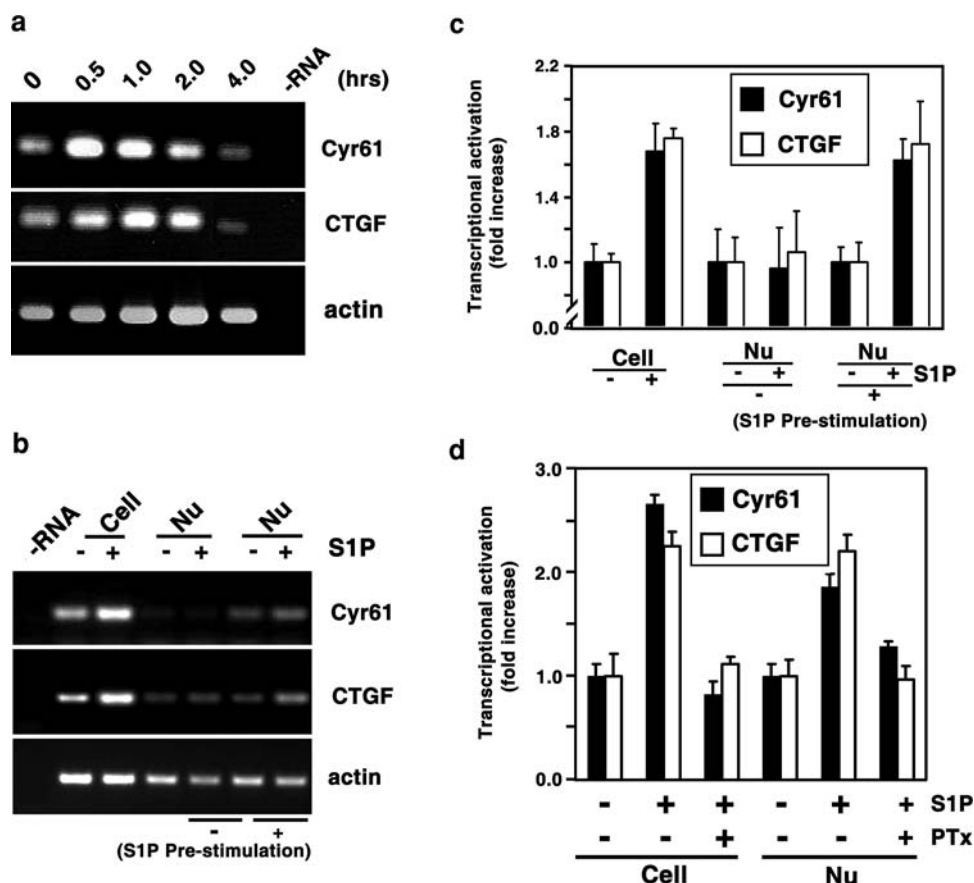 a
0 0.5 1.0 2.0 4.0 -RNA (hrs)
Cyr61
CTGF
actin
b
-RNA Cell Nu Nu
- + - + - + S1P
Cyr61
CTGF
actin
- +
(S1P Pre-stimulation)
c
Transcriptional activation
(fold increase)
2.2
1.8
1.4
1.0
0.0
Cyr61
CTGF
Cell Nu Nu
- + - + - + S1P
- +
(S1P Pre-stimulation)
d
Transcriptional activation
(fold increase)
3.0
2.0
1.0
0.0
Cyr61
CTGF
- + + - + + S1P
- - + - - + PTx
Cell Nu